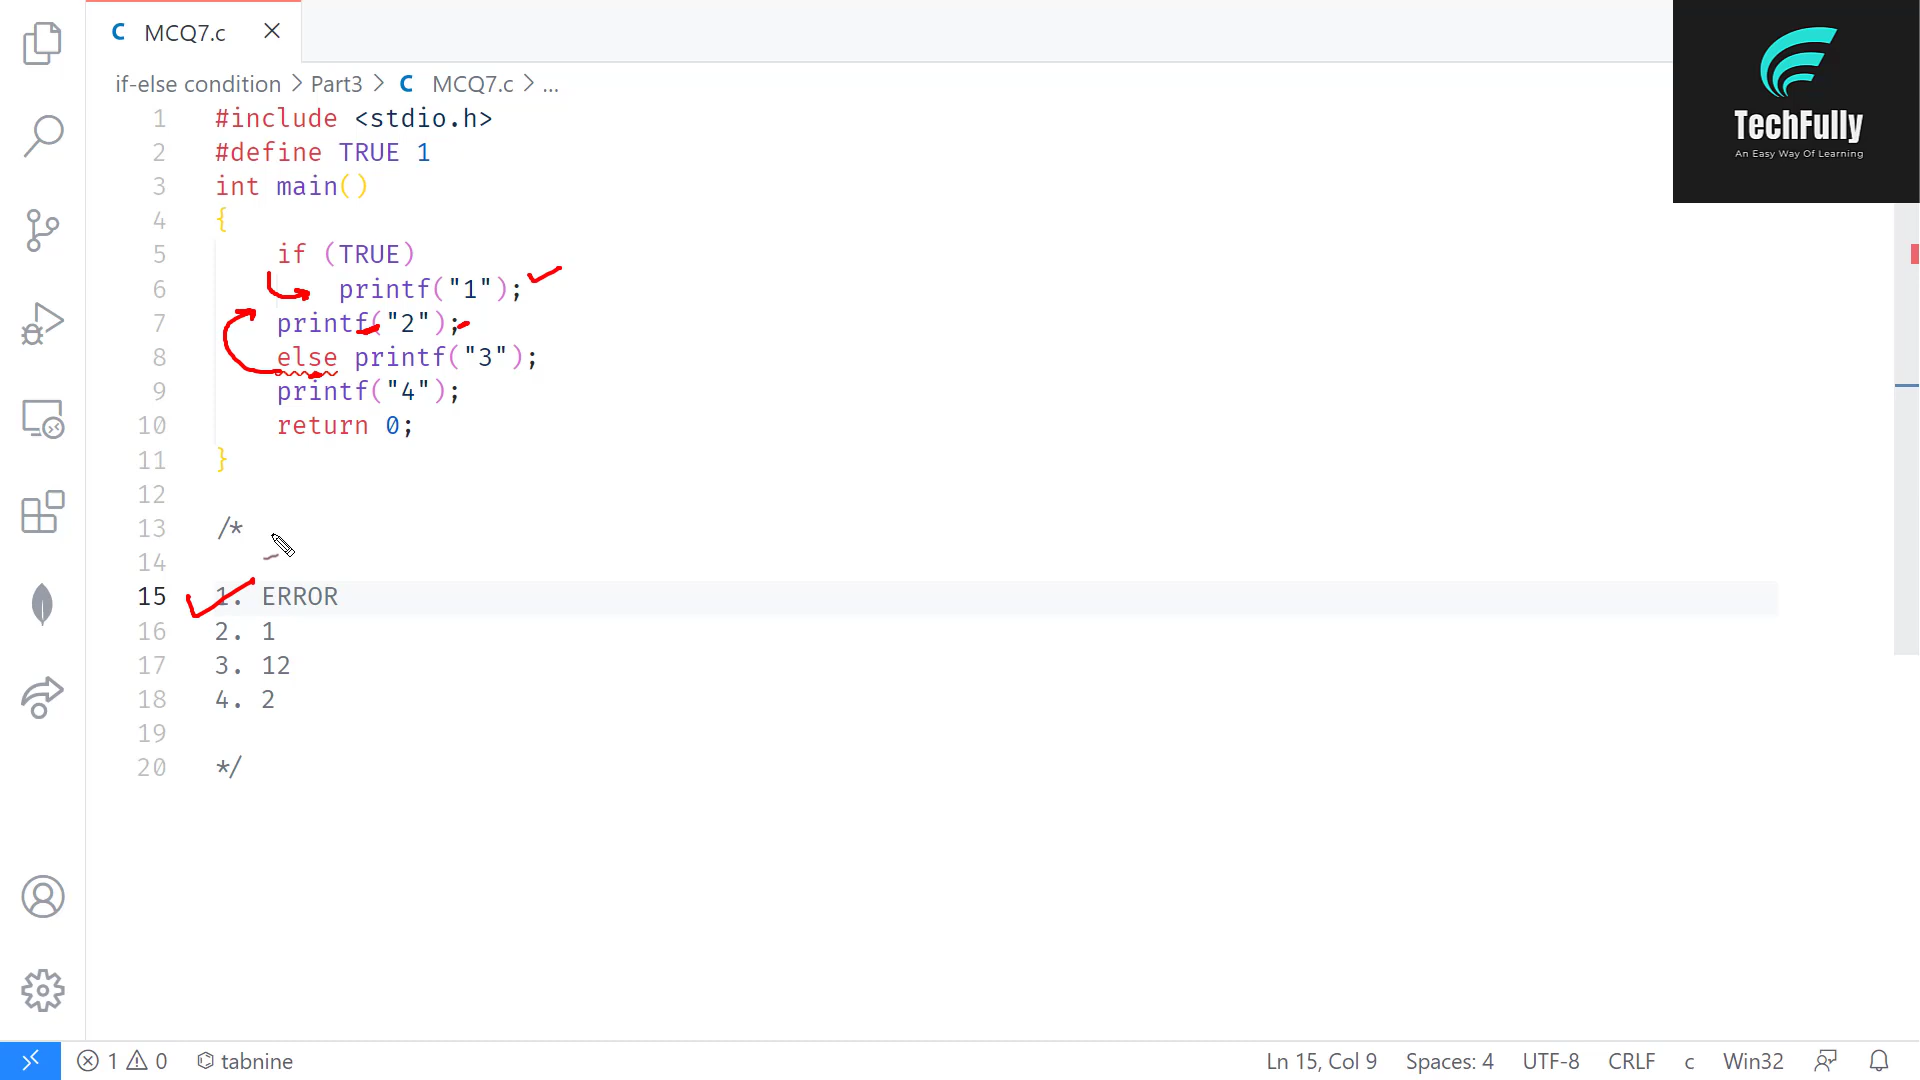 MCQ7.c
TechFully
An Easy Way Of Learning
if-else condition > Part3 > C MCQ7.c > ...
1 #include <stdio.h>
2 #define TRUE 1
3 int main()
4 {
5 if (TRUE)
6 printf("1");
7 printf("2");
8 else printf("3");
9 printf("4");
10 return 0;
11 }
12
13 /*
14
15 1. ERROR
16 2. 1
17 3. 12
18 4. 2
19
20 */
1 0 tabnine Ln 15, Col 9 Spaces: 4 UTF-8 CRLF c Win32